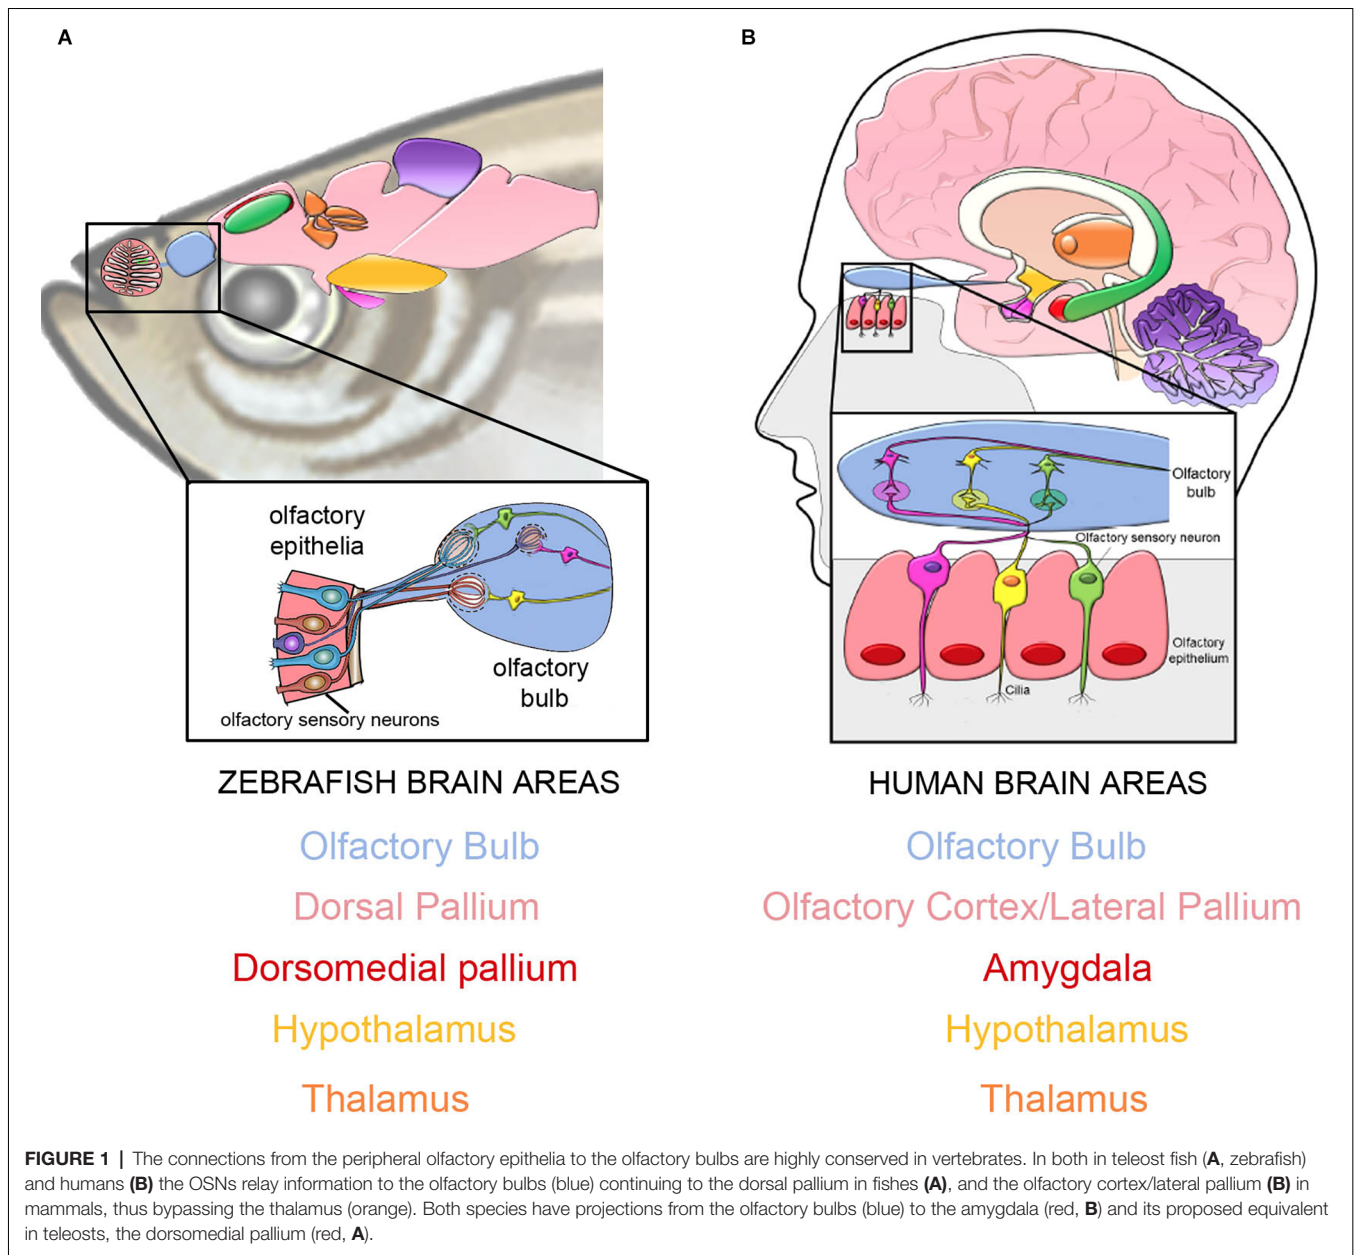 A
B
olfactory
epithelia
olfactory
bulb
olfactory sensory neurons
Olfactory
bulb
Olfactory sensory neuron
Olfactory
epithelium
Cilia
ZEBRAFISH BRAIN AREAS
Olfactory Bulb
Dorsal Pallium
Dorsomedial pallium
Hypothalamus
Thalamus
HUMAN BRAIN AREAS
Olfactory Bulb
Olfactory Cortex/Lateral Pallium
Amygdala
Hypothalamus
Thalamus
FIGURE 1 | The connections from the peripheral olfactory epithelia to the olfactory bulbs are highly conserved in vertebrates. In both in teleost fish (A, zebrafish)
and humans (B) the OSNs relay information to the olfactory bulbs (blue) continuing to the dorsal pallium in fishes (A), and the olfactory cortex/lateral pallium (B) in
mammals, thus bypassing the thalamus (orange). Both species have projections from the olfactory bulbs (blue) to the amygdala (red, B) and its proposed equivalent
in teleosts, the dorsomedial pallium (red, A).